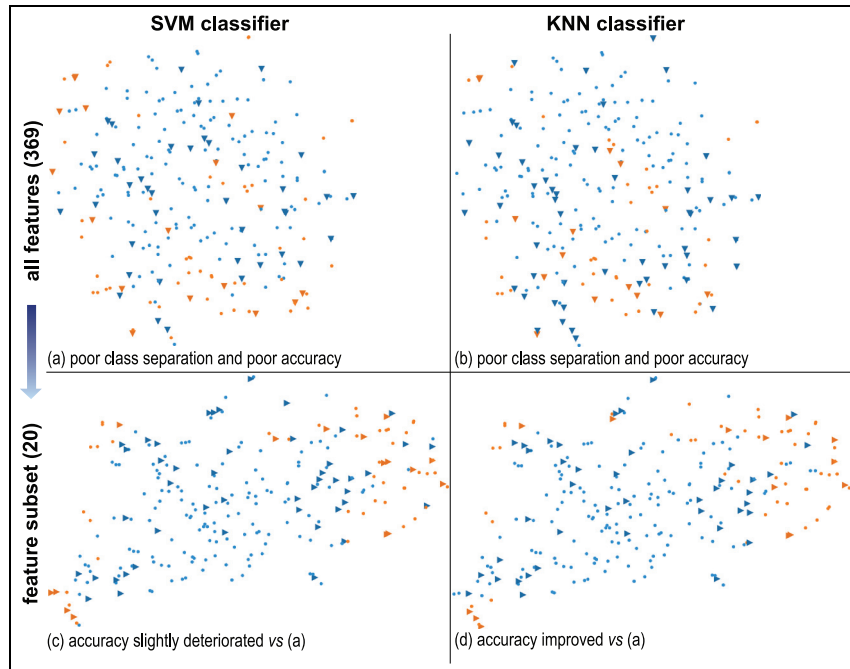 SVM classifier
KNN classifier
all features (369)
(a) poor class separation and poor accuracy
(b) poor class separation and poor accuracy
feature subset (20)
(c) accuracy slightly deteriorated vs (a)
(d) accuracy improved vs (a)